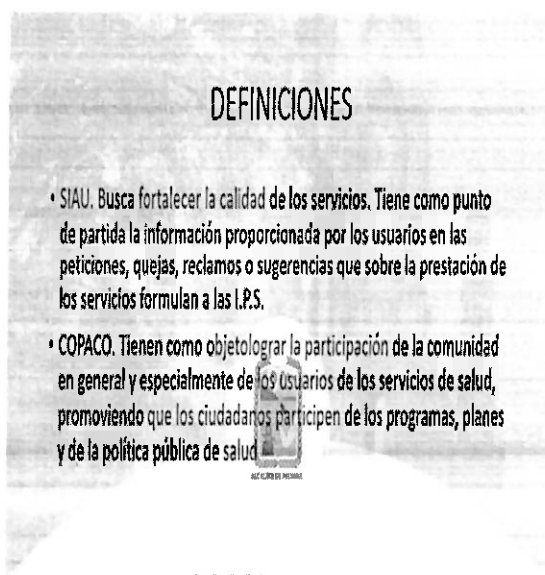 DEFINICIONES
• SIAU. Busca fortalecer la calidad de los servicios. Tiene como punto
de partida la información proporcionada por los usuarios en las
peticiones, quejas, reclamos o sugerencias que sobre la prestación de
los servicios formulan a las I.P.S.
• COPACO. Tienen como objetolograr la participación de la comunidad
en general y especialmente de los usuarios de los servicios de salud,
promoviendo que los ciudadanos participen de los programas, planes
y de la política pública de salud